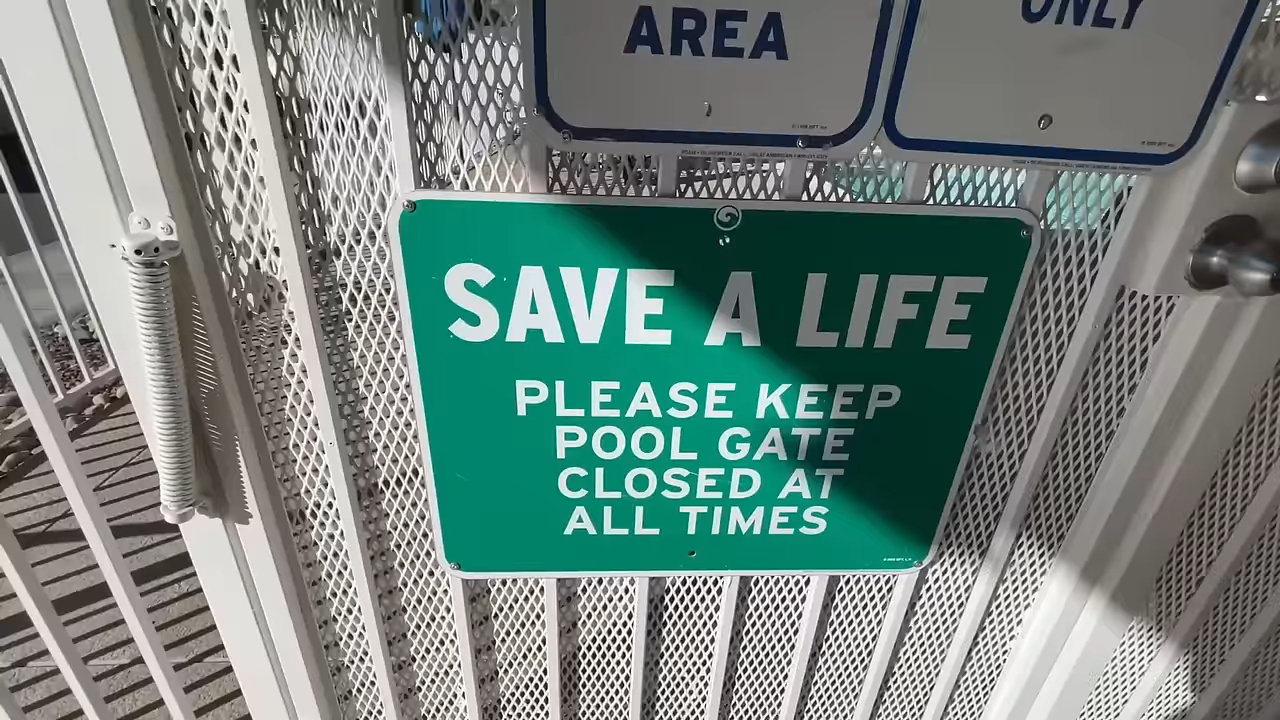 AREA
ONLY
SAVE A LIFE
PLEASE KEEP
POOL GATE
CLOSED AT
ALL TIMES